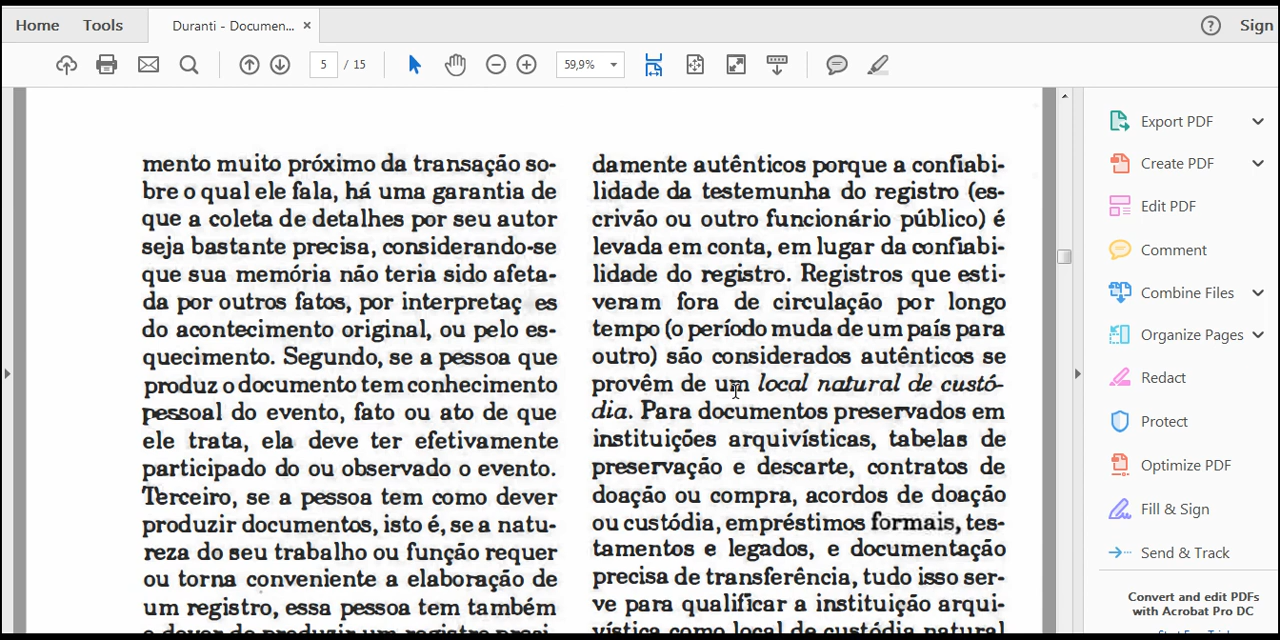 Home
Tools
Duranti - Documen... ×
Sign
5 / 15
59,9%
mento muito próximo da transação so-
bre o qual ele fala, há uma garantia de
que a coleta de detalhes por seu autor
seja bastante precisa, considerando-se
que sua memória não teria sido afeta-
da por outros fatos, por interpretaç es
do acontecimento original, ou pelo es-
quecimento. Segundo, se a pessoa que
produz o documento tem conhecimento
pessoal do evento, fato ou ato de que
ele trata, ela deve ter efetivamente
participado do ou observado o evento.
Terceiro, se a pessoa tem como dever
produzir documentos, isto é, se a natu-
reza do seu trabalho ou função requer
ou torna conveniente a elaboração de
um registro, essa pessoa tem também
o dever de produzir um registro preci-
damente autênticos porque a confiabi-
lidade da testemunha do registro (es-
crivão ou outro funcionário público) é
levada em conta, em lugar da confiabi-
lidade do registro. Registros que esti-
veram fora de circulação por longo
tempo (o período muda de um país para
outro) são considerados autênticos se
provêm de um local natural de custó-
dia. Para documentos preservados em
instituições arquivísticas, tabelas de
preservação e descarte, contratos de
doação ou compra, acordos de doação
ou custódia, empréstimos formais, tes-
tamentos e legados, e documentação
precisa de transferência, tudo isso ser-
ve para qualificar a instituição arqui-
vística como local de custódia natural
Export PDF
Create PDF
Edit PDF
Comment
Combine Files
Organize Pages
Redact
Protect
Optimize PDF
Fill & Sign
Send & Track
Convert and edit PDFs
with Acrobat Pro DC